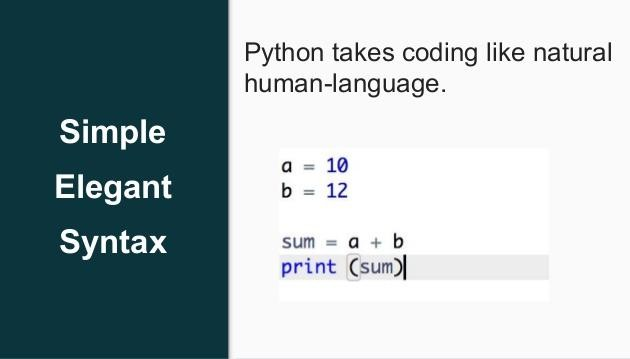 Simple
Elegant
Syntax
Python takes coding like natural
human-language.
a = 10
b = 12
sum = a + b
print (sum)